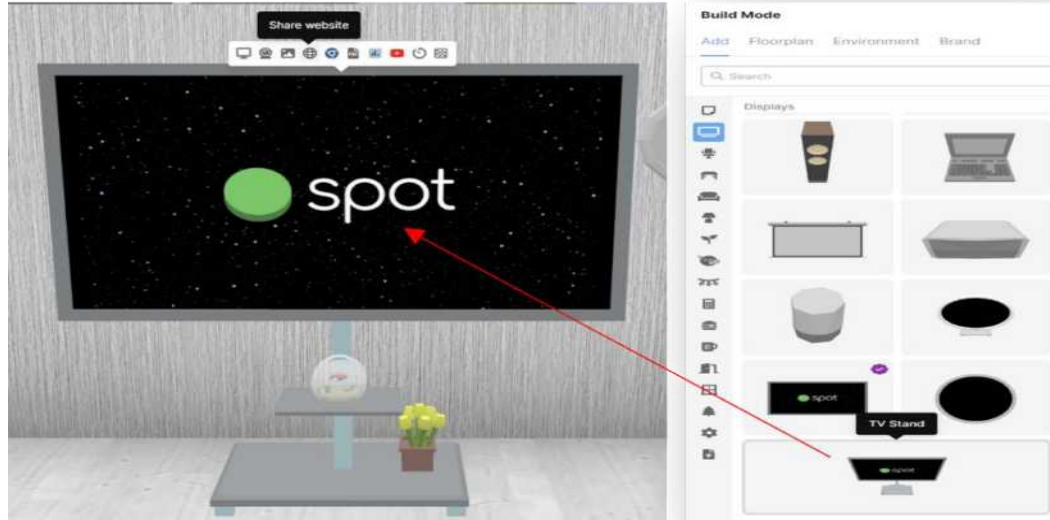 Share website
spot
Build Mode
Add Floorplan Environment Brand
Search
Displays
spot
TV Stand
spot